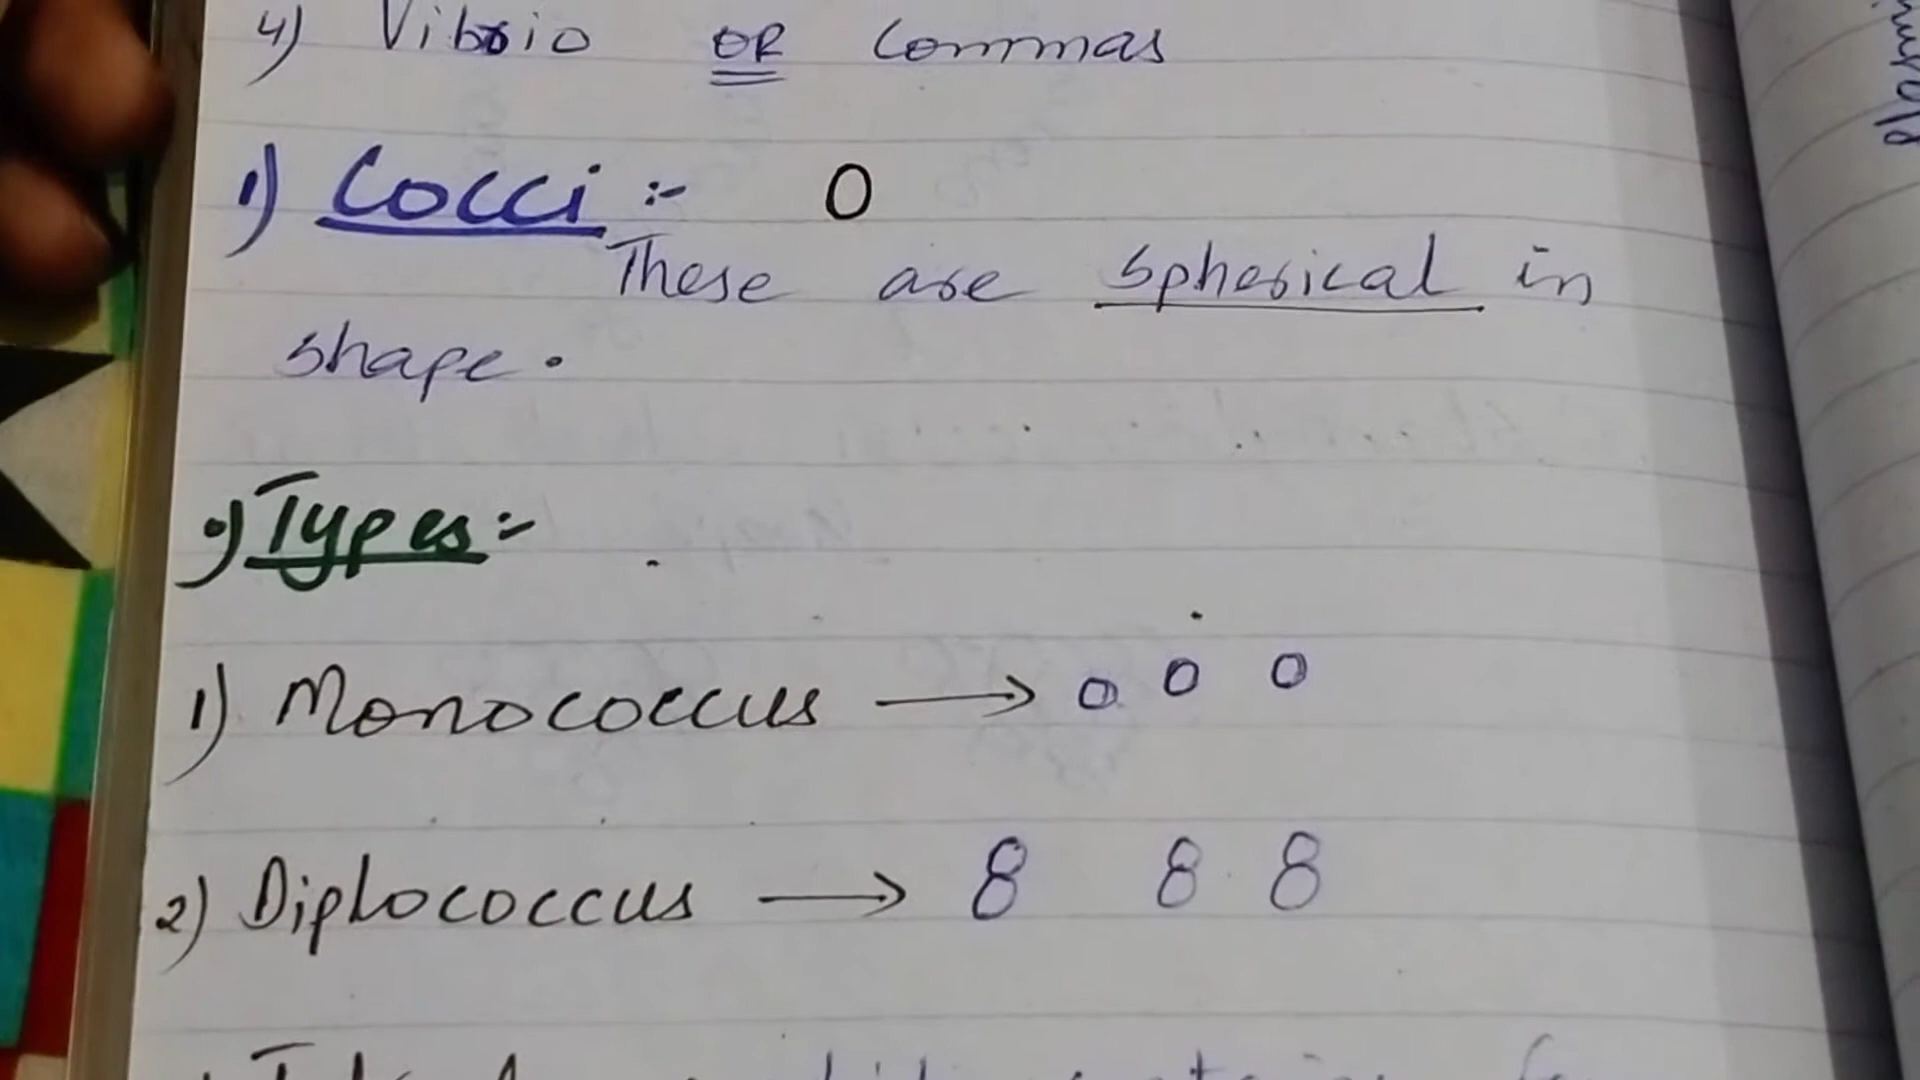 4) Vibrio OR Commas
1) Cocci :- O
These are Spherical in
shape.
Types :-
1) Monococcus → o o o
2) Diplococcus → 8 8 8